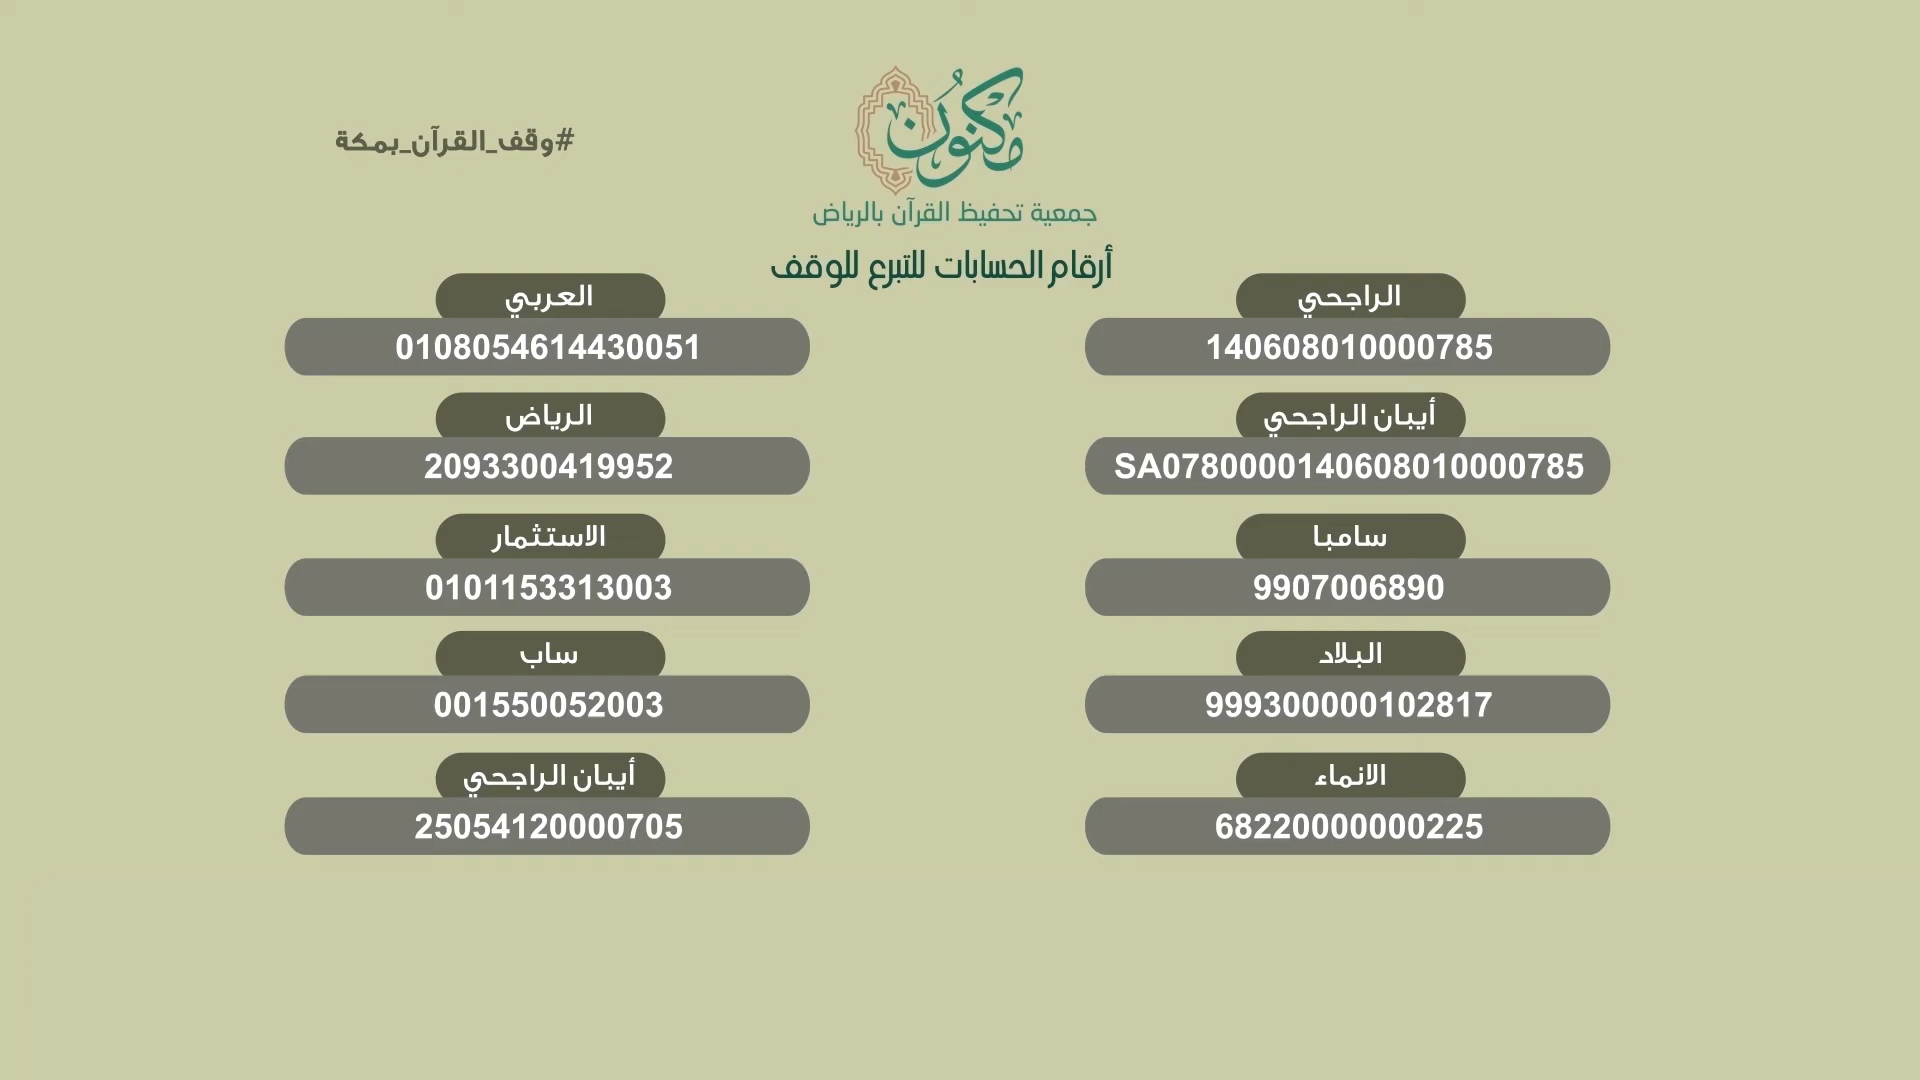 مكنون
#وقف_القرآن_بمكة
جمعية تحفيظ القرآن بالرياض
أرقام الحسابات للتبرع للوقف
الراجحي
140608010000785
أيبان الراجحي
SA0780000140608010000785
سامبا
9907006890
البلاد
999300000102817
الانماء
68220000000225
العربي
0108054614430051
الرياض
2093300419952
الاستثمار
0101153313003
ساب
001550052003
أيبان الراجحي
25054120000705